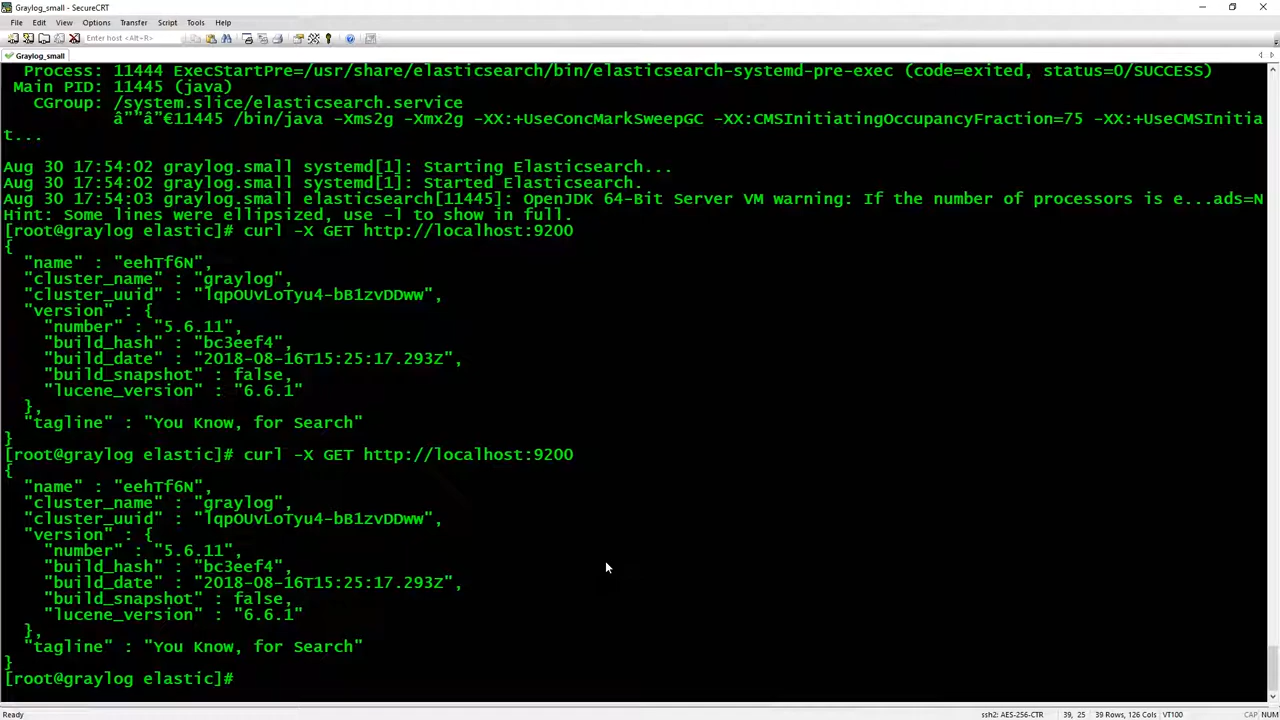 Graylog_small - SecureCRT
File Edit View Options Transfer Script Tools Help
Enter host <Alt+R>
Graylog_small
Process: 11444 ExecStartPre=/usr/share/elasticsearch/bin/elasticsearch-systemd-pre-exec (code=exited, status=0/SUCCESS)
Main PID: 11445 (java)
CGroup: /system.slice/elasticsearch.service
â""â"€11445 /bin/java -Xms2g -Xmx2g -XX:+UseConcMarkSweepGC -XX:CMSInitiatingOccupancyFraction=75 -XX:+UseCMSInitia
t...
Aug 30 17:54:02 graylog.small systemd[1]: Starting Elasticsearch...
Aug 30 17:54:02 graylog.small systemd[1]: Started Elasticsearch.
Aug 30 17:54:03 graylog.small elasticsearch[11445]: OpenJDK 64-Bit Server VM warning: If the number of processors is e...ads=N
Hint: Some lines were ellipsized, use -l to show in full.
[root@graylog elastic]# curl -X GET http://localhost:9200
{
"name" : "eehTf6N",
"cluster_name" : "graylog",
"cluster_uuid" : "lqpOUvLoTyu4-bB1zvDDww",
"version" : {
"number" : "5.6.11",
"build_hash" : "bc3eef4",
"build_date" : "2018-08-16T15:25:17.293Z",
"build_snapshot" : false,
"lucene_version" : "6.6.1"
},
"tagline" : "You Know, for Search"
}
[root@graylog elastic]# curl -X GET http://localhost:9200
{
"name" : "eehTf6N",
"cluster_name" : "graylog",
"cluster_uuid" : "lqpOUvLoTyu4-bB1zvDDww",
"version" : {
"number" : "5.6.11",
"build_hash" : "bc3eef4",
"build_date" : "2018-08-16T15:25:17.293Z",
"build_snapshot" : false,
"lucene_version" : "6.6.1"
},
"tagline" : "You Know, for Search"
}
[root@graylog elastic]#
Ready ssh2: AES-256-CTR 39, 25 39 Rows, 126 Cols VT100 CAP NUM